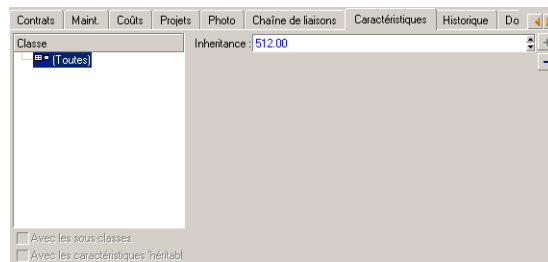 Contrats Maint. Coûts Projets Photo Chaîne de liaisons Caractéristiques Historique Do
Classe Inheritance : 512.00
(Toutes)
Avec les sous-classes
Avec les caractéristiques 'héritabl